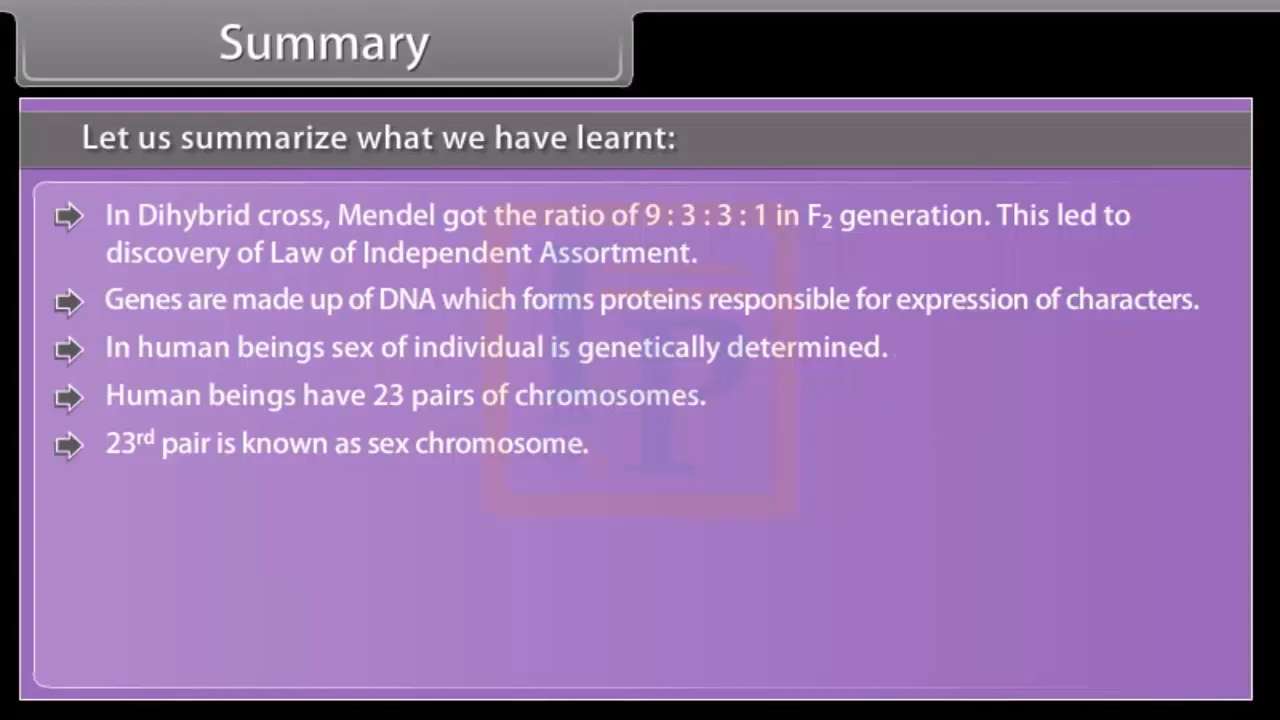 Summary
Let us summarize what we have learnt:
In Dihybrid cross, Mendel got the ratio of 9 : 3 : 3 : 1 in F₂ generation. This led to
discovery of Law of Independent Assortment.
Genes are made up of DNA which forms proteins responsible for expression of characters.
In human beings sex of individual is genetically determined.
Human beings have 23 pairs of chromosomes.
23rd pair is known as sex chromosome.